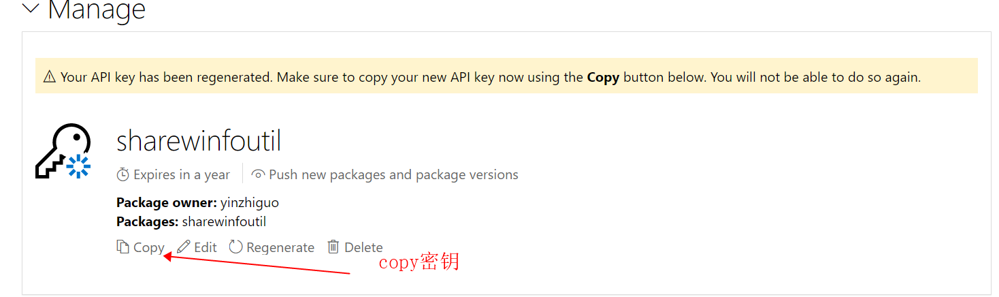 Manage
Your API key has been regenerated. Make sure to copy your new API key now using the Copy button below. You will not be able to do so again.
sharewinfoutil
Expires in a year Push new packages and package versions
Package owner: yinzhiguo
Packages: sharewinfoutil
Copy Edit Regenerate Delete
copy密钥